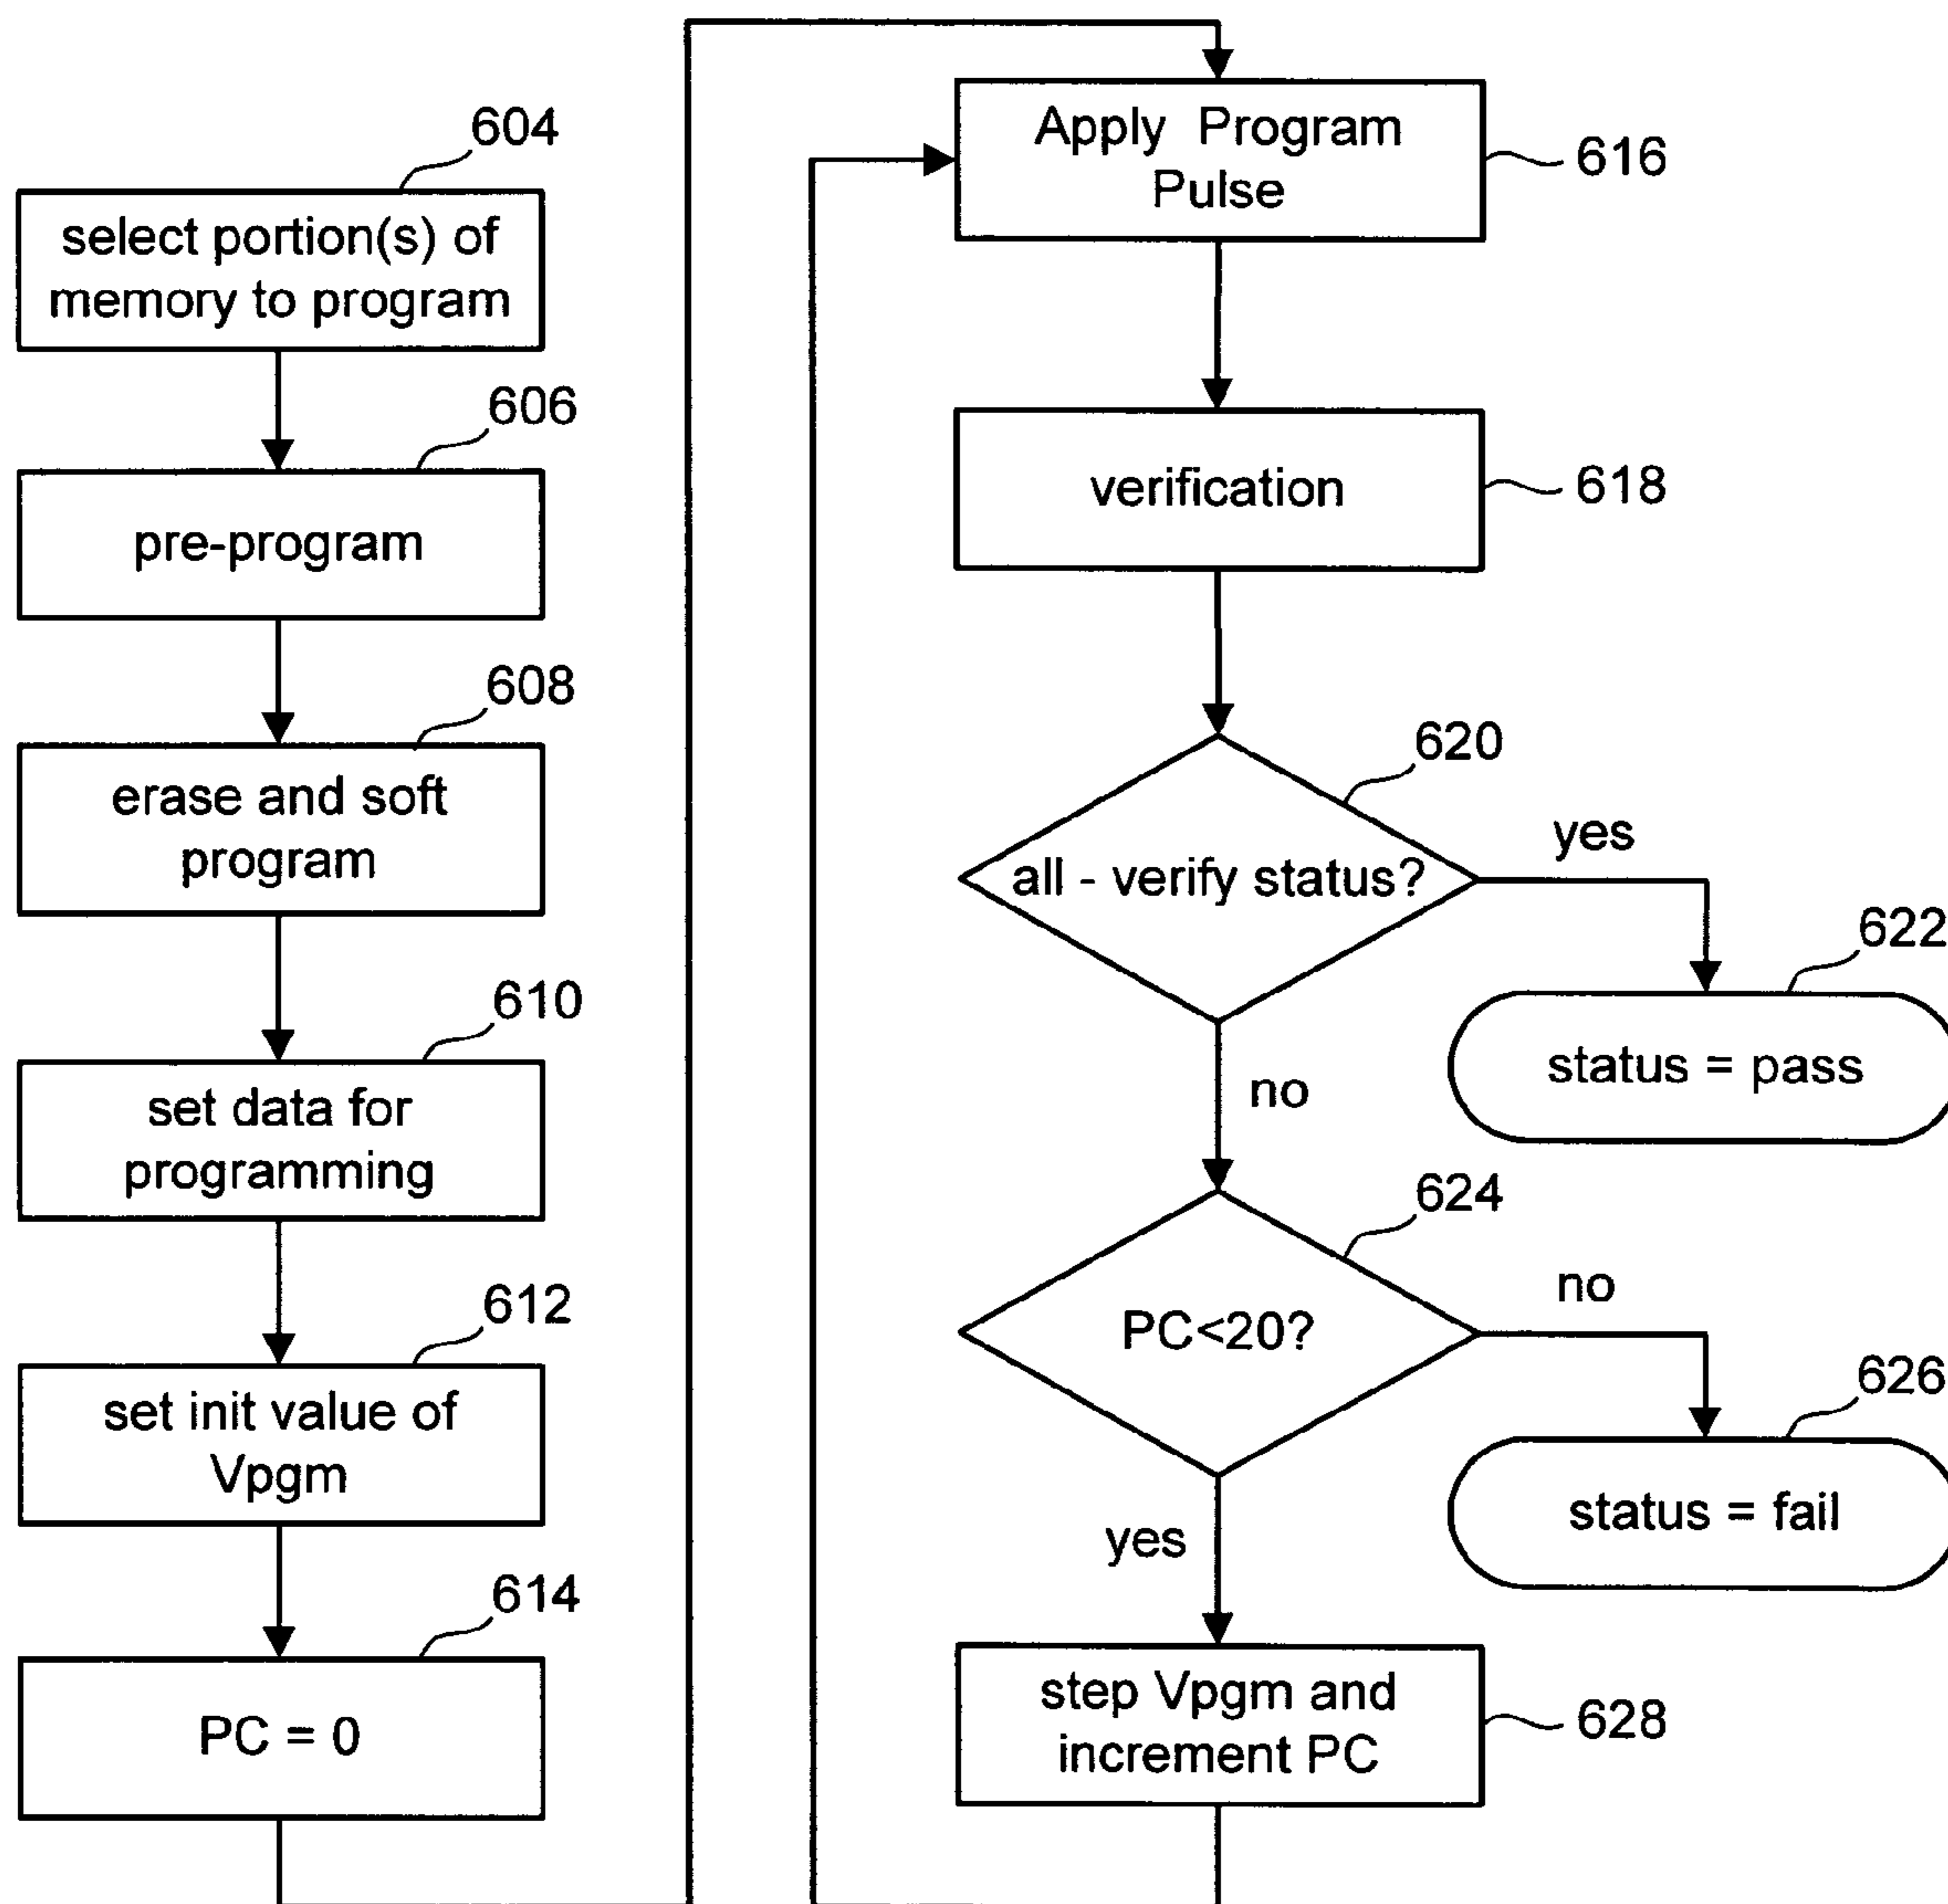 604
select portion(s) of
memory to program
606
pre-program
608
erase and soft
program
610
set data for
programming
612
set init value of
Vpgm
614
PC = 0
Apply Program
Pulse
616
verification
618
620
all - verify status?
yes
622
status = pass
no
624
PC<20?
no
626
status = fail
yes
step Vpgm and
increment PC
628